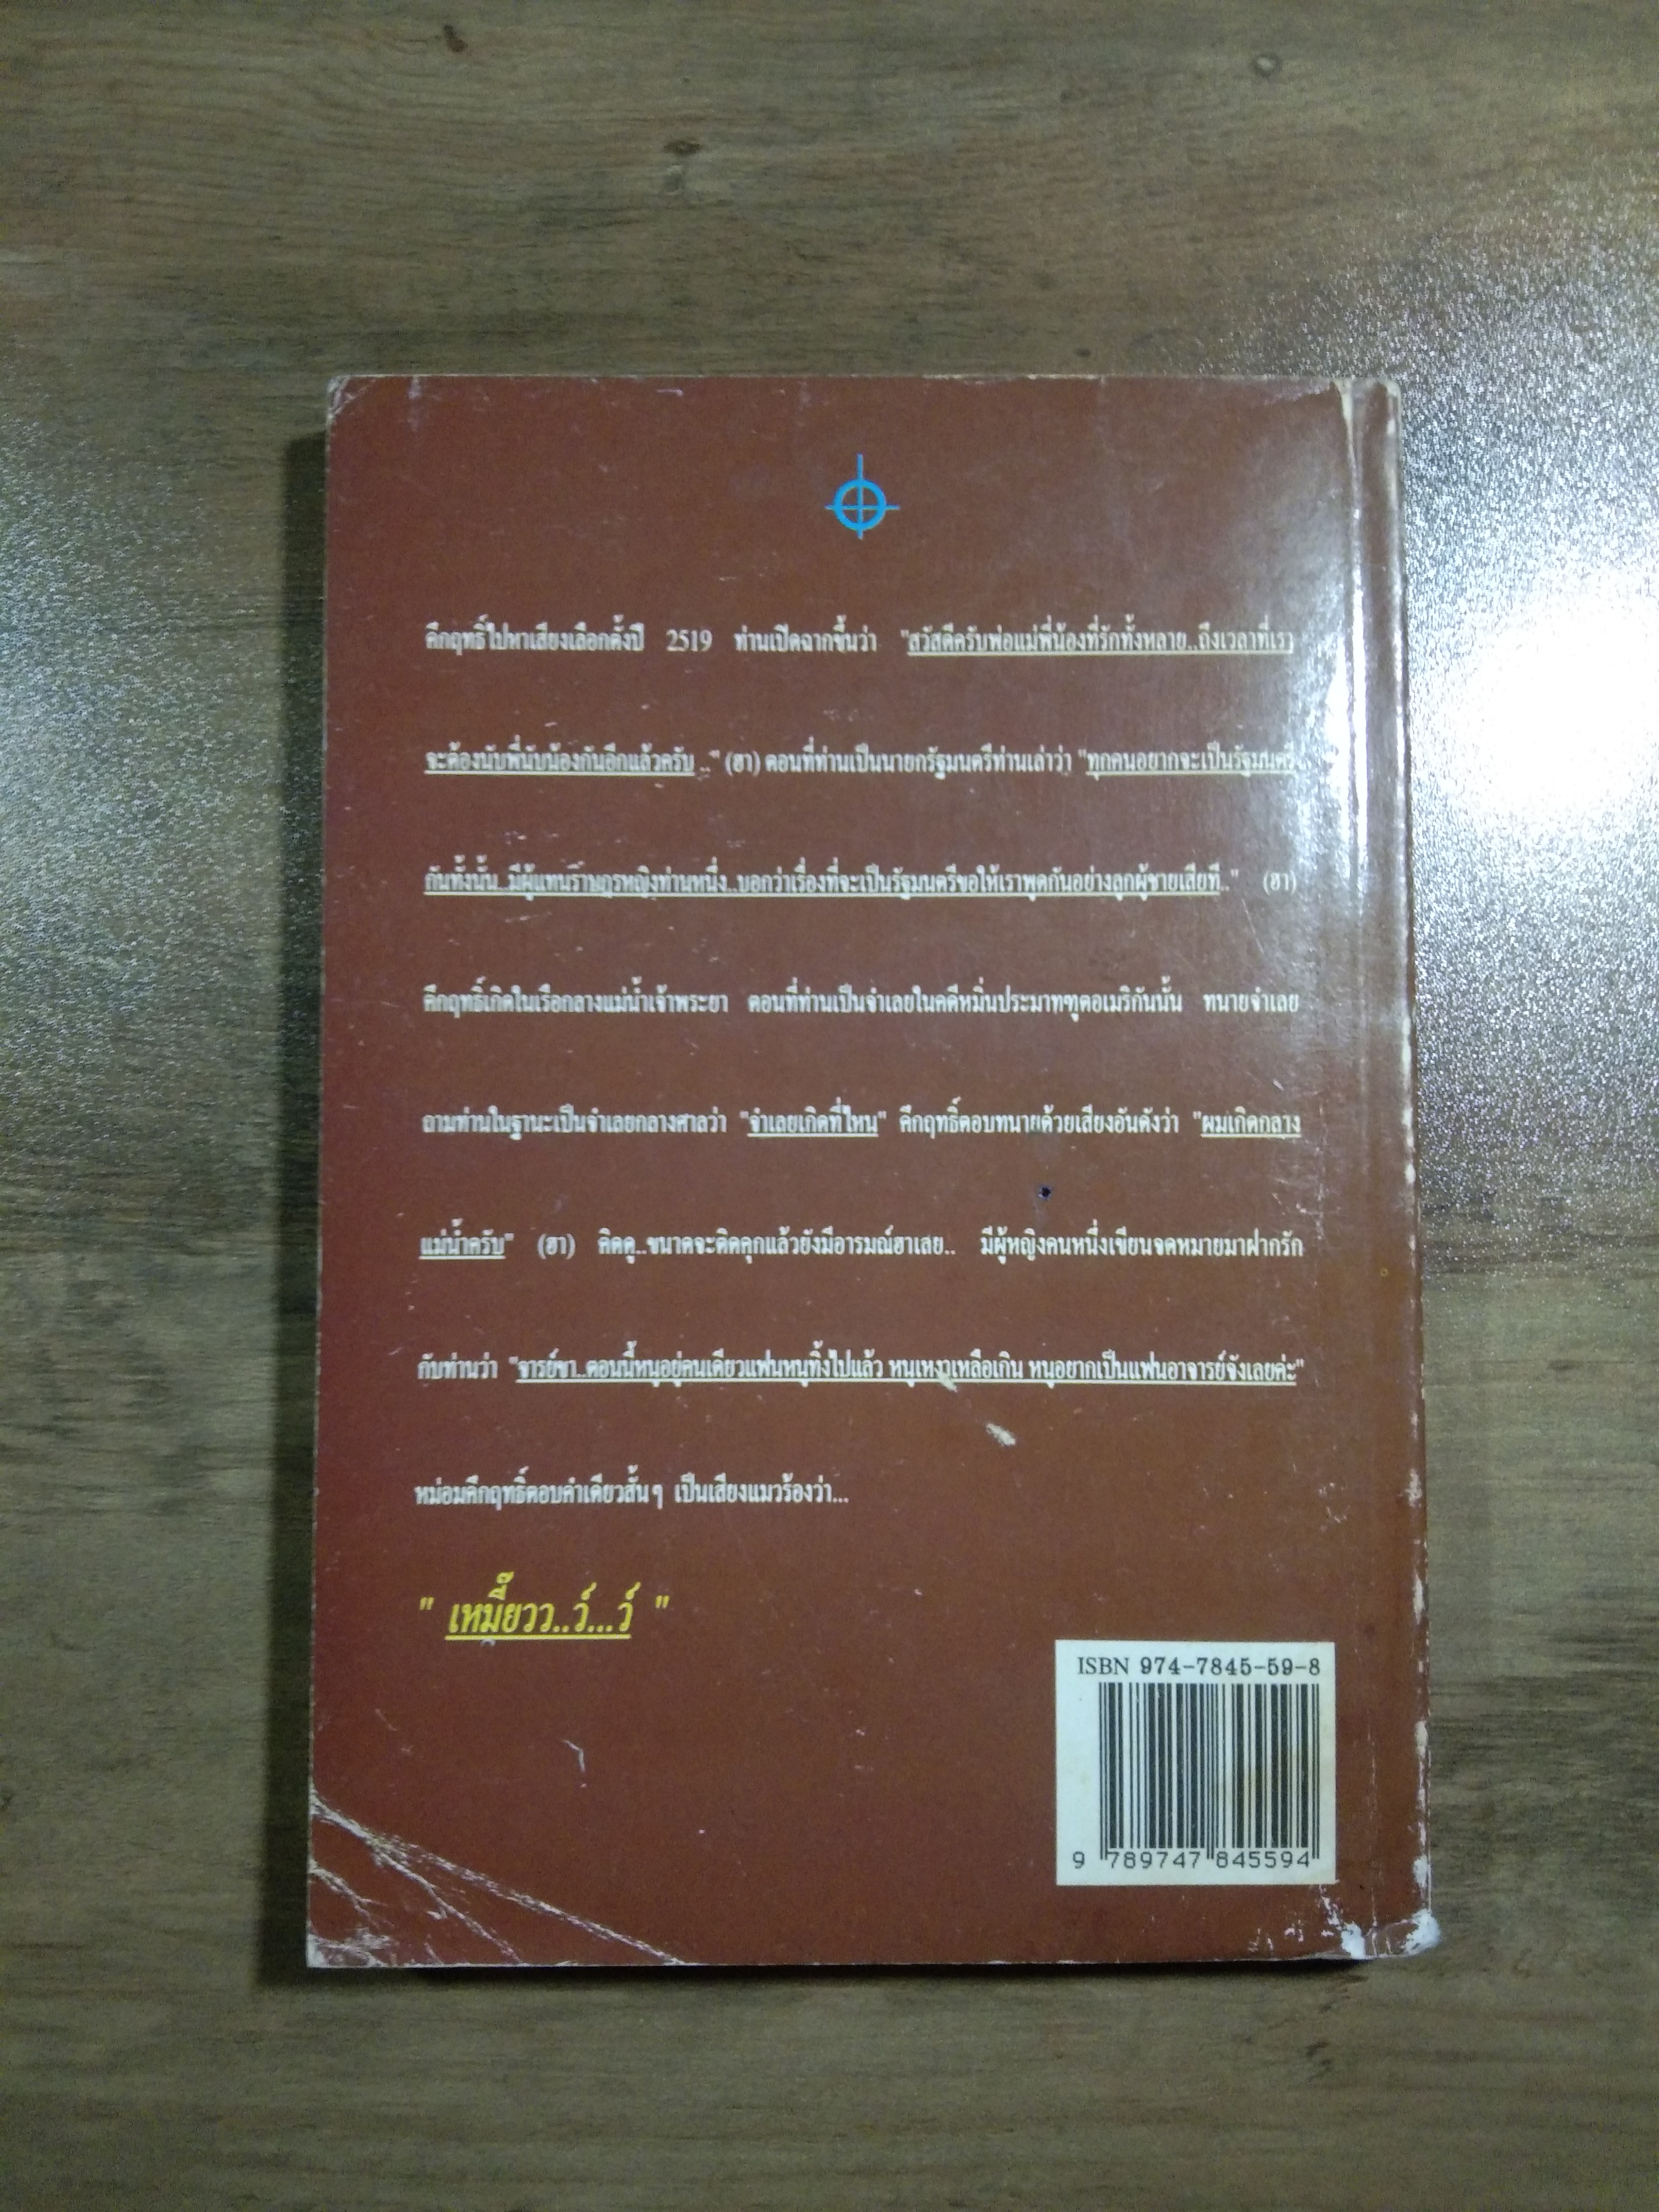 คึกฤทธิ์ไปหาเสียงเลือกตั้งปี 2519 ท่านเปิดฉากขึ้นว่า "สวัสดีครับพ่อแม่พี่น้องที่รักทั้งหลาย..ถึงเวลาที่เรา
จะต้องนับพี่นับน้องกันอีกแล้วครับ .." (ฮา) ตอนที่ท่านเป็นนายกรัฐมนตรีท่านเล่าว่า "ทุกคนอยากจะเป็นรัฐมนตรี
กันทั้งนั้น..มีผู้แทนราษฎรหญิงท่านหนึ่ง..บอกว่าเรื่องที่จะเป็นรัฐมนตรีขอให้เราพูดกันอย่างลูกผู้ชายเสียที.." (ฮา)
คึกฤทธิ์เกิดในเรือกลางแม่น้ำเจ้าพระยา ตอนที่ท่านเป็นจำเลยในคดีหมิ่นประมาทฑูตอเมริกันนั้น ทนายจำเลย
ถามท่านในฐานะเป็นจำเลยกลางศาลว่า "จำเลยเกิดที่ไหน" คึกฤทธิ์ตอบทนายด้วยเสียงอันดังว่า "ผมเกิดกลาง
แม่น้ำครับ" (ฮา) คิดดู..ขนาดจะติดคุกแล้วยังมีอารมณ์ฮาเลย.. มีผู้หญิงคนหนึ่งเขียนจดหมายมาฝากรัก
กับท่านว่า "จารย์ขา..ตอนนี้หนูอยู่คนเดียวแฟนหนูทิ้งไปแล้ว หนูเหงาเหลือเกิน หนูอยากเป็นแฟนอาจารย์จังเลยค่ะ"
หม่อมคึกฤทธิ์ตอบคำเดียวสั้นๆ เป็นเสียงแมวร้องว่า...
" เหมี๊ยวว..ว์...ว์ "
ISBN 974-7845-59-8
9 789747 845594